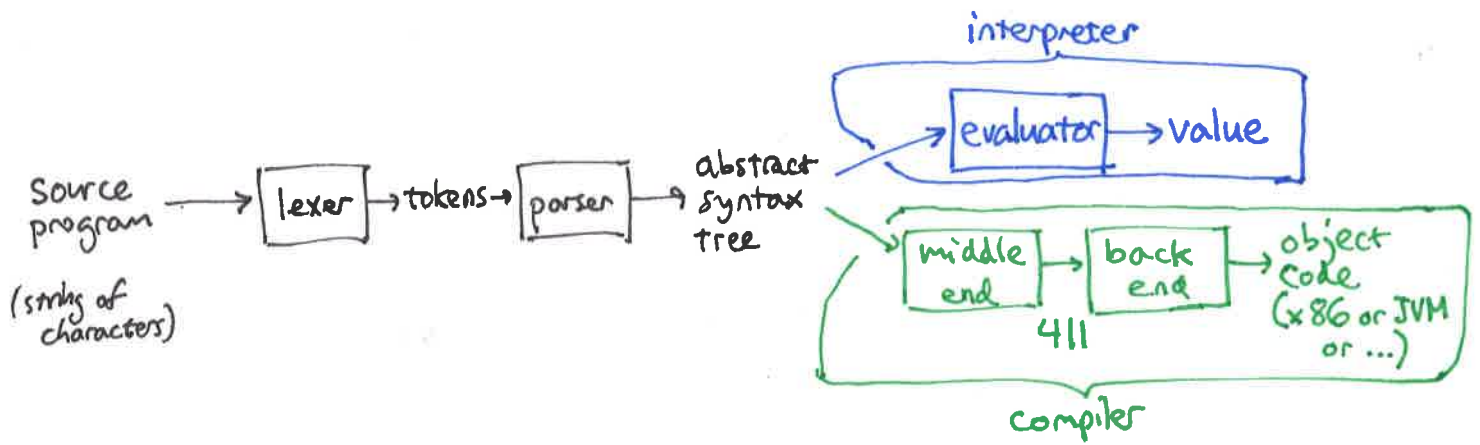 interpreter
evaluator
value
source
program
(string of
characters)
lexer
tokens
parser
abstract
syntax
tree
middle
end
back
end
object
code
(x86 or JVM
or ...)
411
compiler